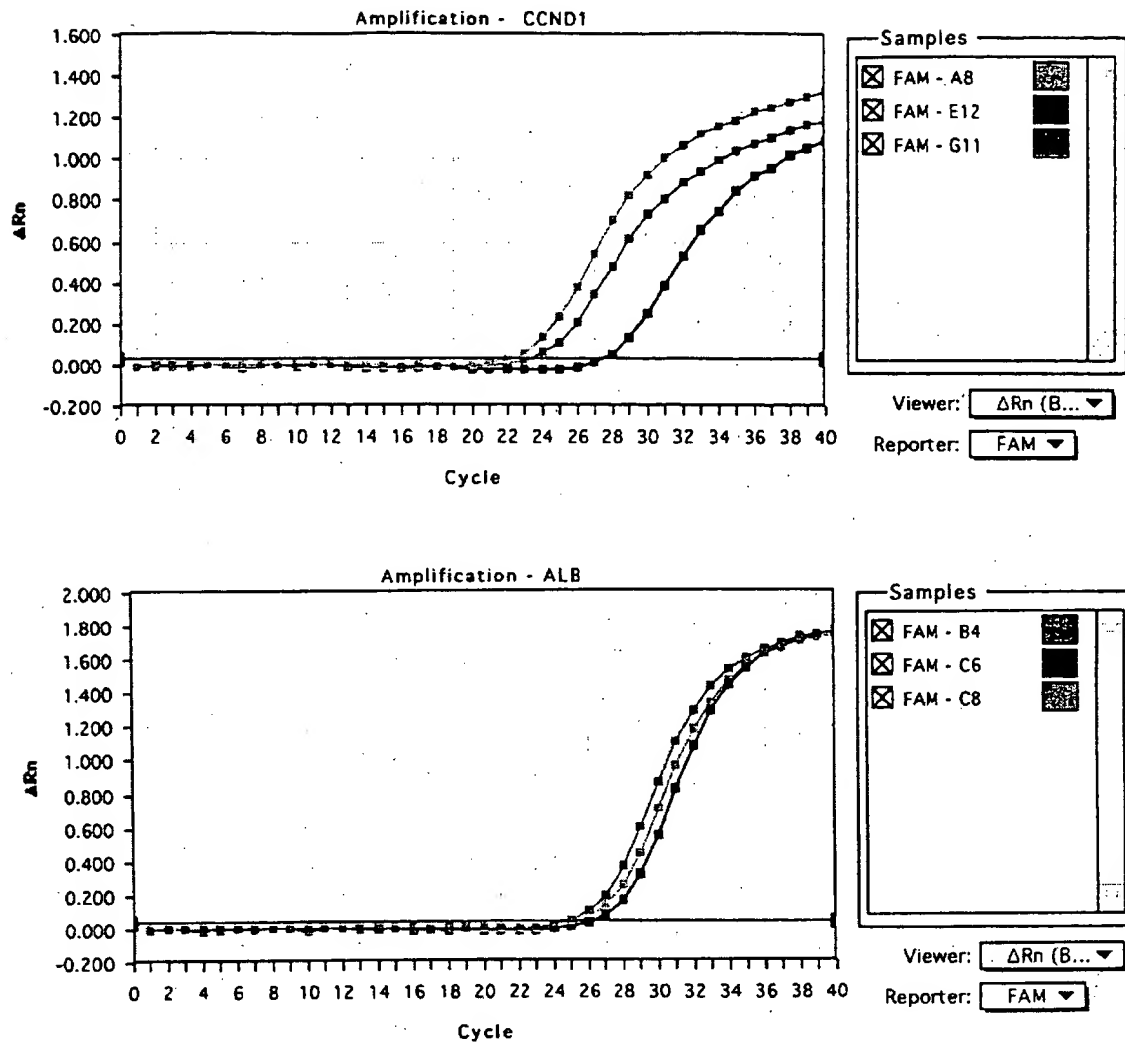 Amplification - CCND1
1.600
1.400
1.200
1.000
0.800
0.600
0.400
0.200
0.000
-0.200
ΔRn
0 2 4 6 8 10 12 14 16 18 20 22 24 26 28 30 32 34 36 38 40
Cycle
Samples
FAM - A8
FAM - E12
FAM - G11
Viewer: ΔRn (B...
Reporter: FAM
Amplification - ALB
2.000
1.800
1.600
1.400
1.200
1.000
0.800
0.600
0.400
0.200
0.000
-0.200
ΔRn
0 2 4 6 8 10 12 14 16 18 20 22 24 26 28 30 32 34 36 38 40
Cycle
Samples
FAM - B4
FAM - C6
FAM - C8
Viewer: ΔRn (B...
Reporter: FAM